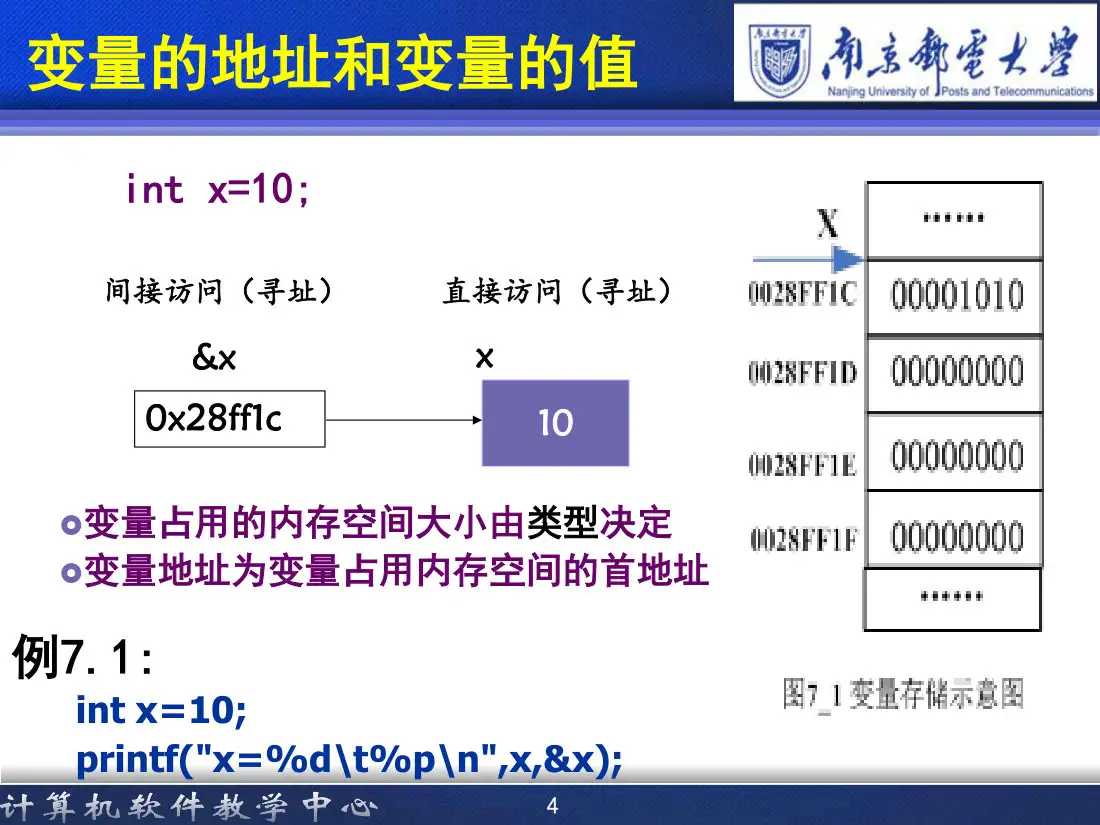 变量的地址和变量的值
南京邮电大学
Nanjing University of Posts and Telecommunications
int x=10;
间接访问（寻址）
直接访问（寻址）
&x
x
0x28ff1c
10
变量占用的内存空间大小由类型决定
变量地址为变量占用内存空间的首地址
例7.1:
int x=10;
printf("x=%d\t%p\n",x,&x);
X
......
0028FF1C 00001010
0028FF1D 00000000
0028FF1E 00000000
0028FF1F 00000000
......
图7_1 变量存储示意图
计算机软件教学中心
4